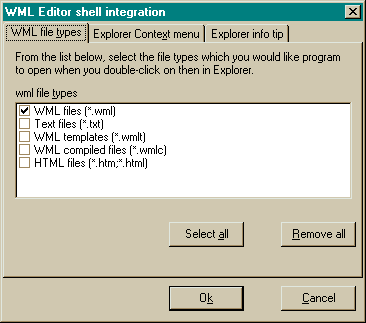 WML Editor shell integration
WML file types Explorer Context menu Explorer info tip
From the list below, select the file types which you would like program
to open when you double-click on then in Explorer.
wml file types
WML files (*.wml)
Text files (*.txt)
WML templates (*.wmlt)
WML compiled files (*.wmlc)
HTML files (*.htm;*.html)
Select all Remove all
Ok Cancel